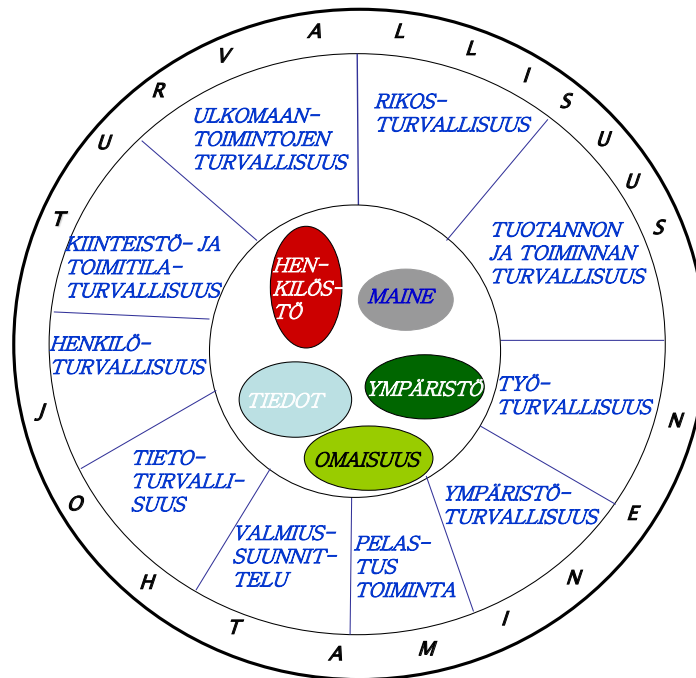 TURVALLISUUS
JOHTAMINEN
RIKOS-
TURVALLISUUS
TUOTANNON
JA TOIMINNAN
TURVALLISUUS
TYÖ-
TURVALLISUUS
YMPÄRISTÖ-
TURVALLISUUS
PELAS-
TUS
TOIMINTA
VALMIUS-
SUUNNIT-
TELU
TIETO-
TURVALLI-
SUUS
HENKILÖ-
TURVALLISUUS
KIINTEISTÖ- JA
TOIMITILA-
TURVALLISUUS
ULKOMAAN-
TOIMINTOJEN
TURVALLISUUS
HEN-
KILÖS-
TÖ
MAINE
TIEDOT
YMPÄRISTÖ
OMAISUUS